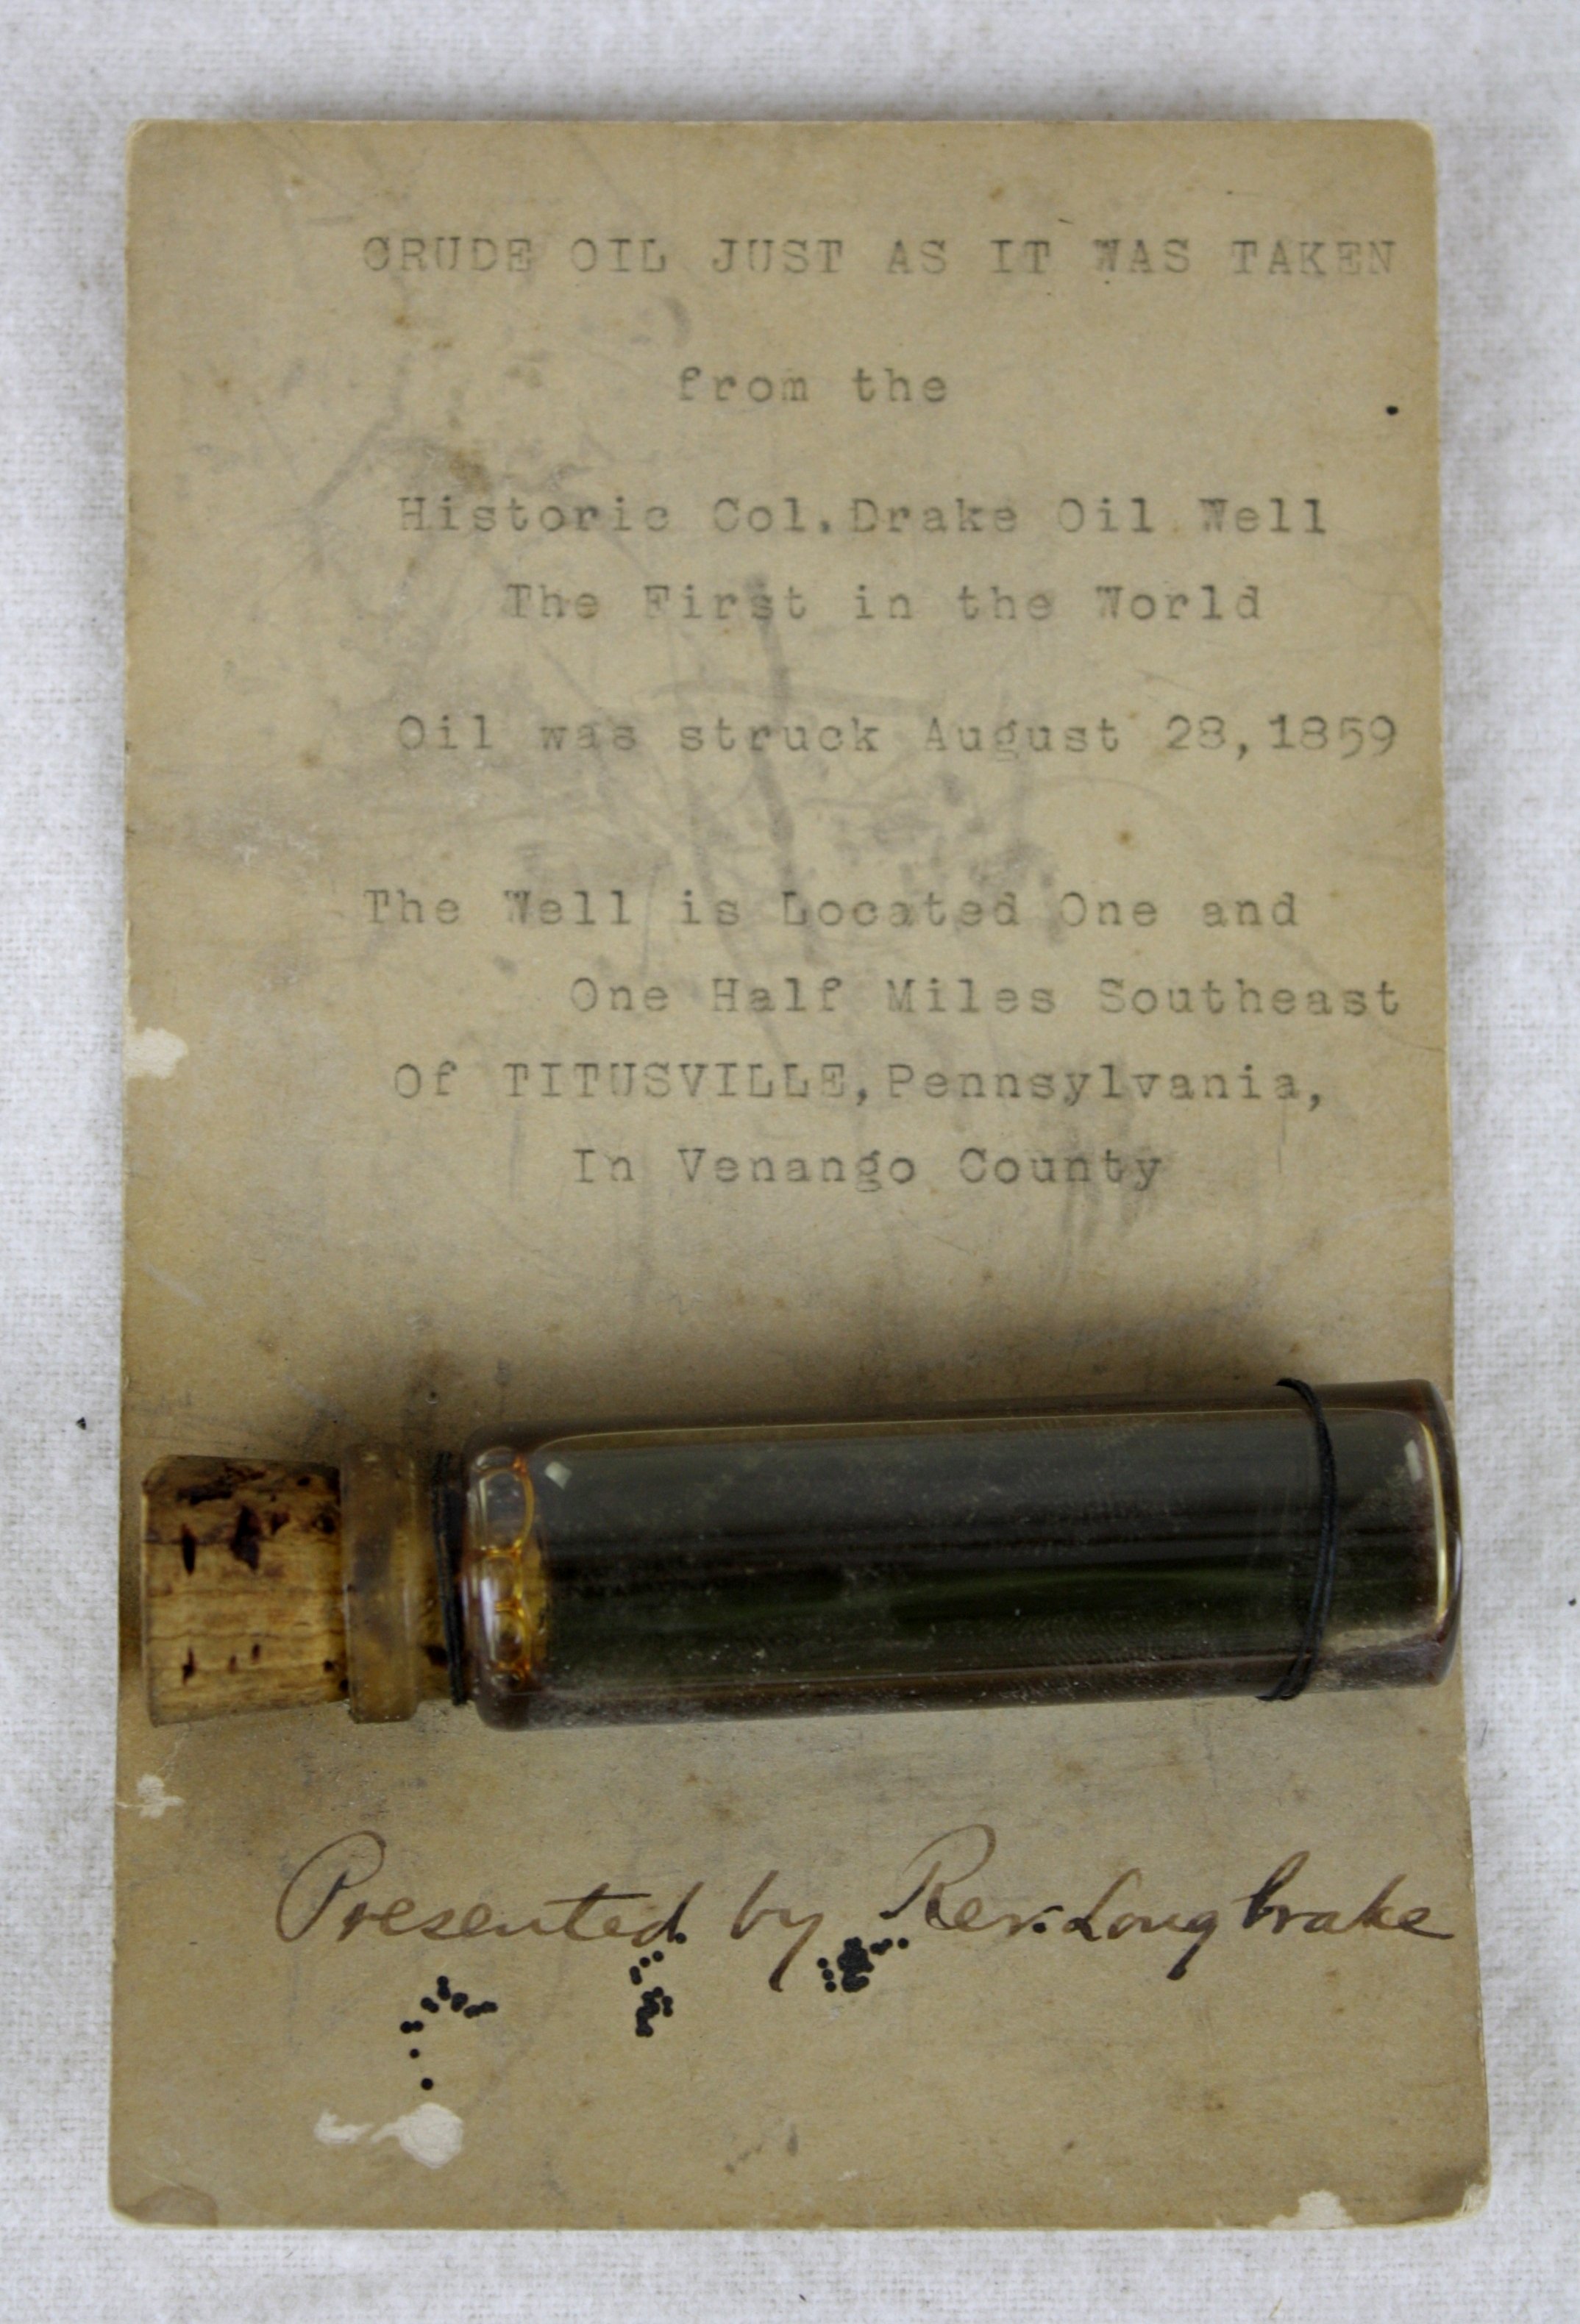 CRUDE OIL JUST AS IT WAS TAKEN
from the
Historic Col.Drake Oil Well
The First in the World
Oil was struck August 28,1859
The Well is Located One and
One Half Miles Southeast
Of TITUSVILLE,Pennsylvania,
In Venango County
Presented by Rev. Longbrake